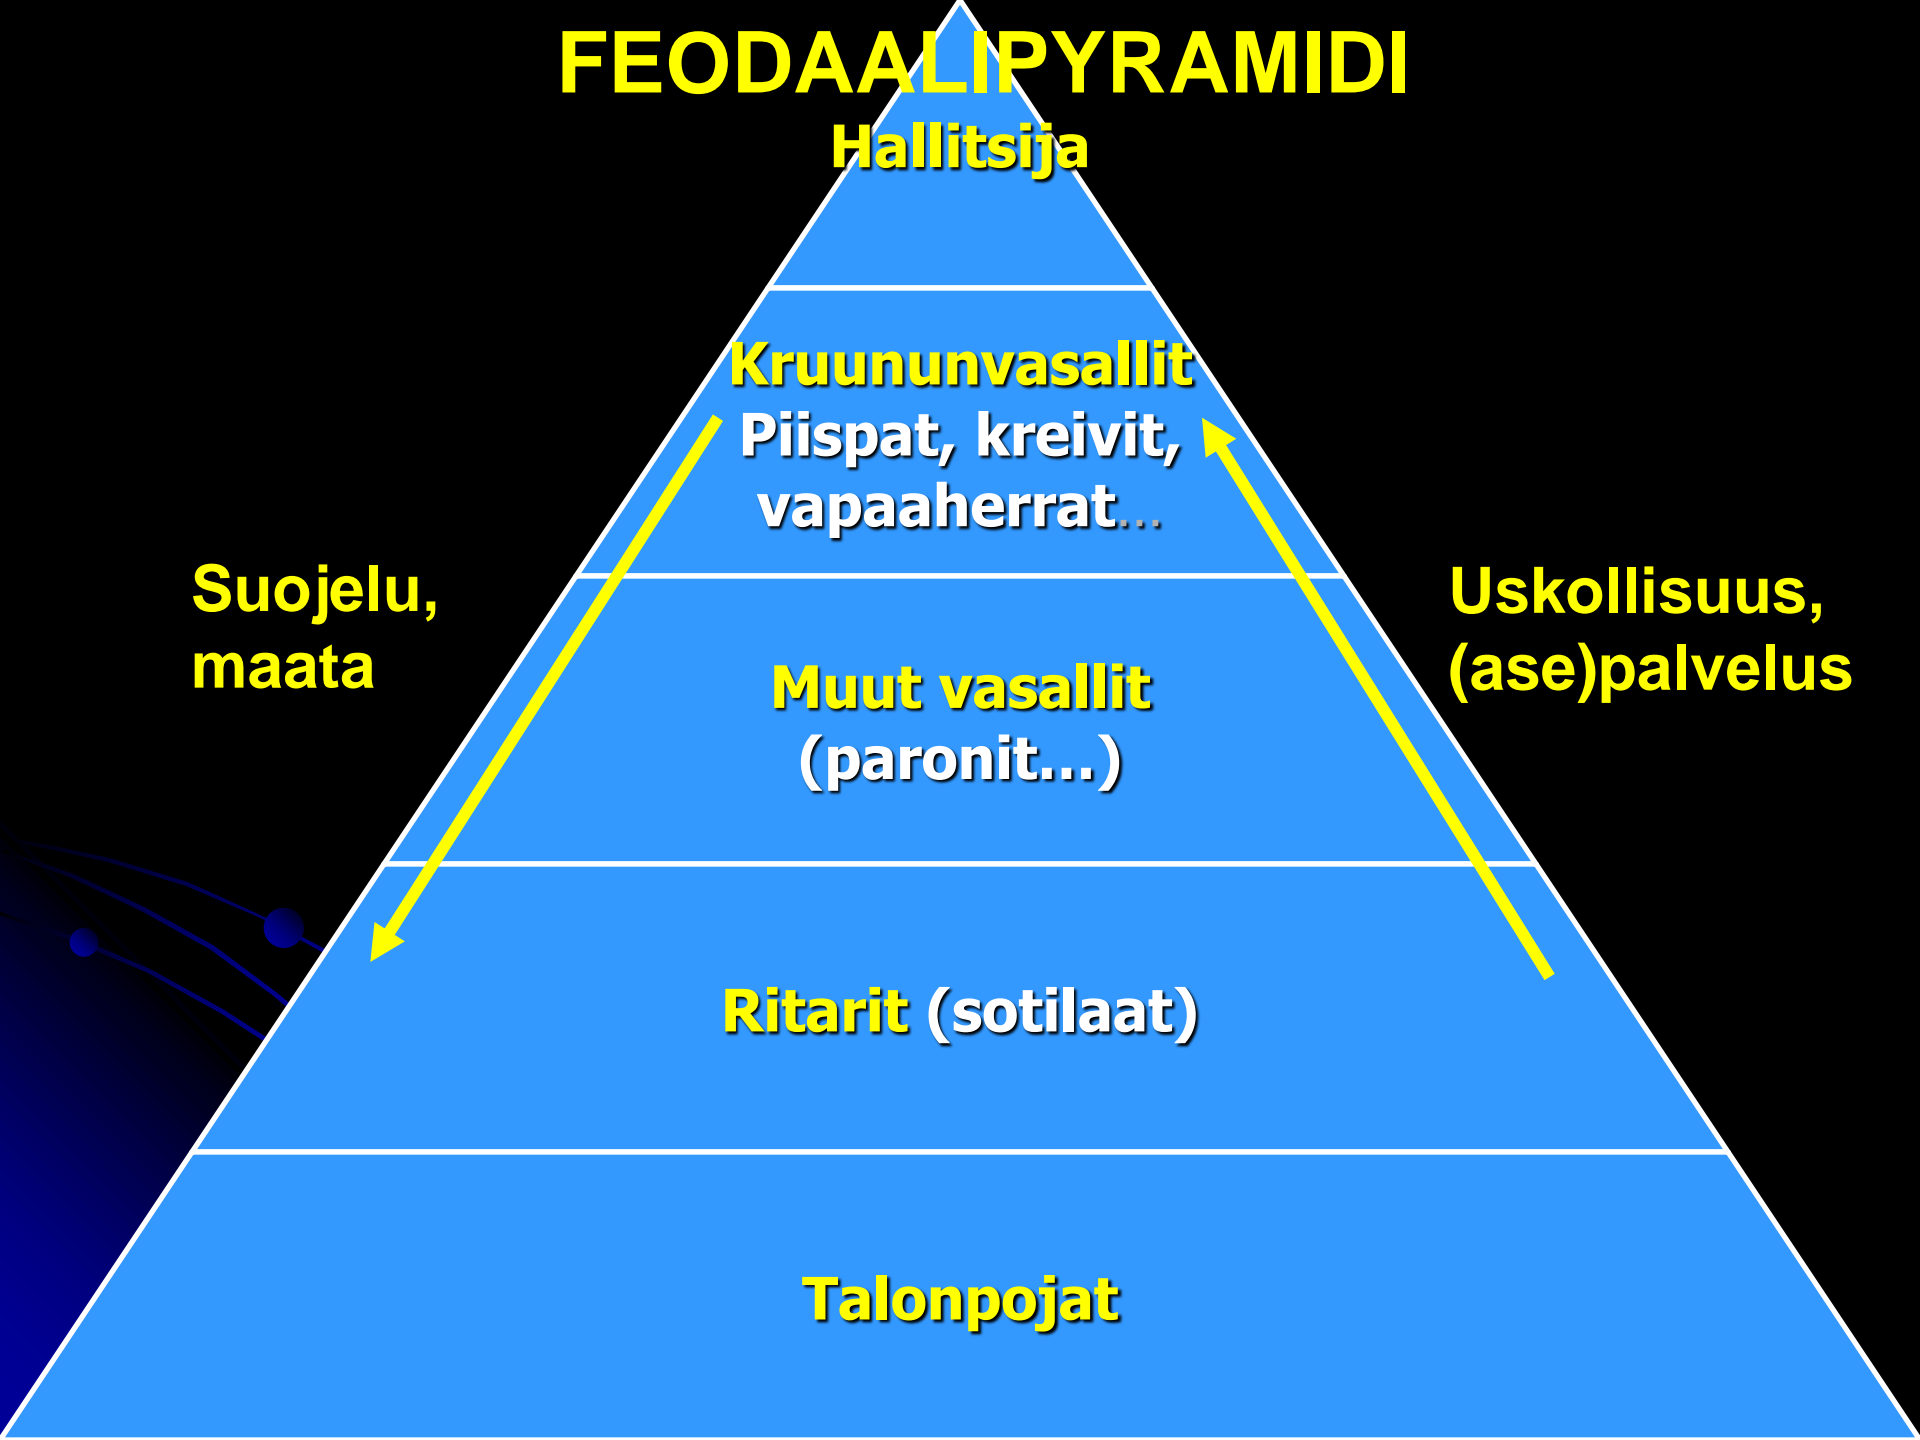 FEODAALIPYRAMIDI
Hallitsija
Kruununvasallit
Piispat, kreivit,
vapaaherrat...
Suojelu,
maata
Uskollisuus,
(ase)palvelus
Muut vasallit
(paronit...)
Ritarit (sotilaat)
Talonpojat